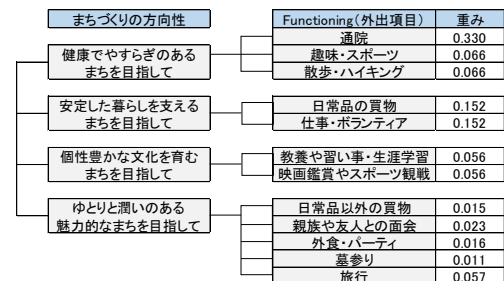 まちづくりの方向性
Functioning(外出項目) 重み
健康でやすらぎのある
まちを目指して
通院 0.330
趣味・スポーツ 0.066
散歩・ハイキング 0.066
安定した暮らしを支える
まちを目指して
日常品の買物 0.152
仕事・ボランティア 0.152
個性豊かな文化を育む
まちを目指して
教養や習い事・生涯学習 0.056
映画鑑賞やスポーツ観戦 0.056
ゆとりと潤いのある
魅力的なまちを目指して
日常品以外の買物 0.015
親族や友人との面会 0.023
外食・パーティ 0.016
墓参り 0.011
旅行 0.057